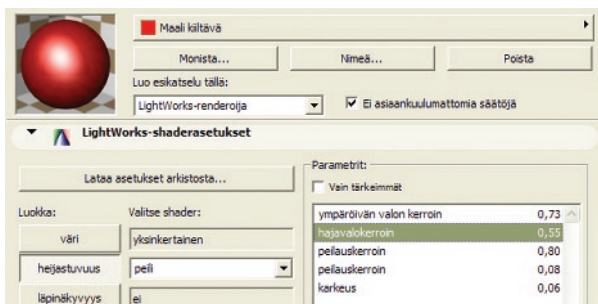 Maali kiiltävä
Monista... Nimeä... Poista
Luo esikatselu tällä:
LightWorks-renderoija Ei asiaankuulumattomia säätöjä
LightWorks-shaderasetukset
Lataa asetukset arkistosta...
Parametrit:
Vain tärkeimmät
Luokka: Valitse shader:
ympäröivän valon kerroin 0,73
väri yksinkertainen
hajavalokerroin 0,55
peilauskerroin 0,80
heijastuvuus peili
peilauskerroin 0,08
karkeus 0,06
läpinäkyvyys ei